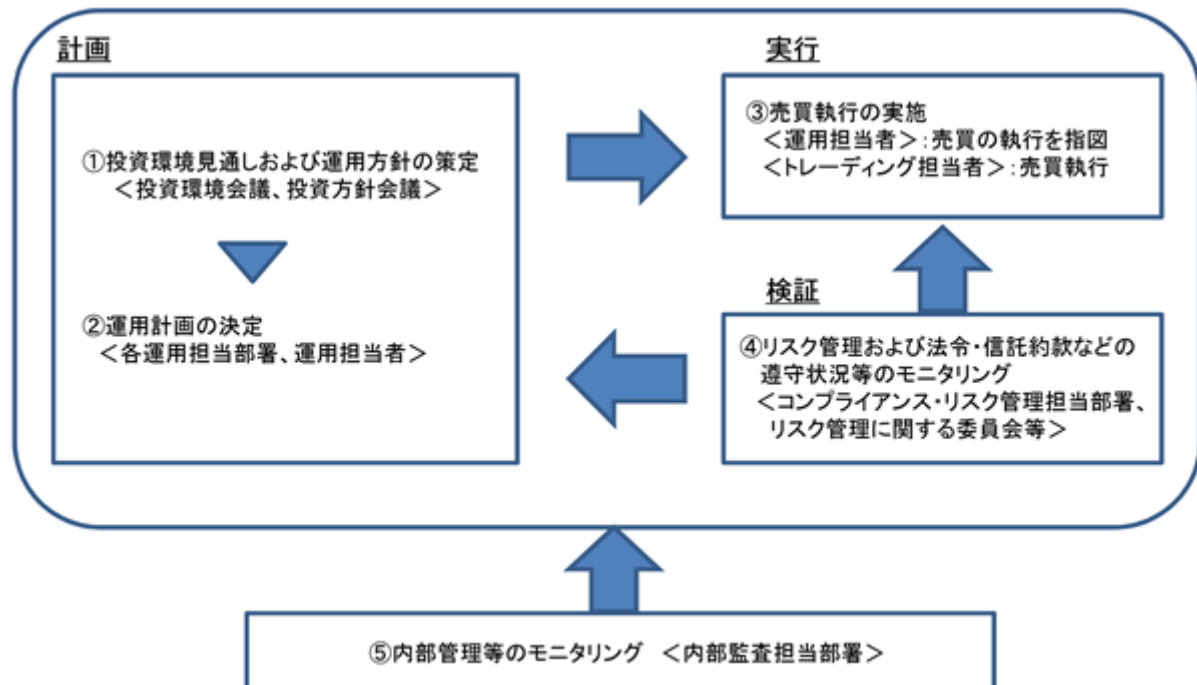 計画
①投資環境見通しおよび運用方針の策定
＜投資環境会議、投資方針会議＞
②運用計画の決定
＜各運用担当部署、運用担当者＞
実行
③売買執行の実施
＜運用担当者＞：売買の執行を指図
＜トレーディング担当者＞：売買執行
検証
④リスク管理および法令・信託約款などの
遵守状況等のモニタリング
＜コンプライアンス・リスク管理担当部署、
リスク管理に関する委員会等＞
⑤内部管理等のモニタリング ＜内部監査担当部署＞